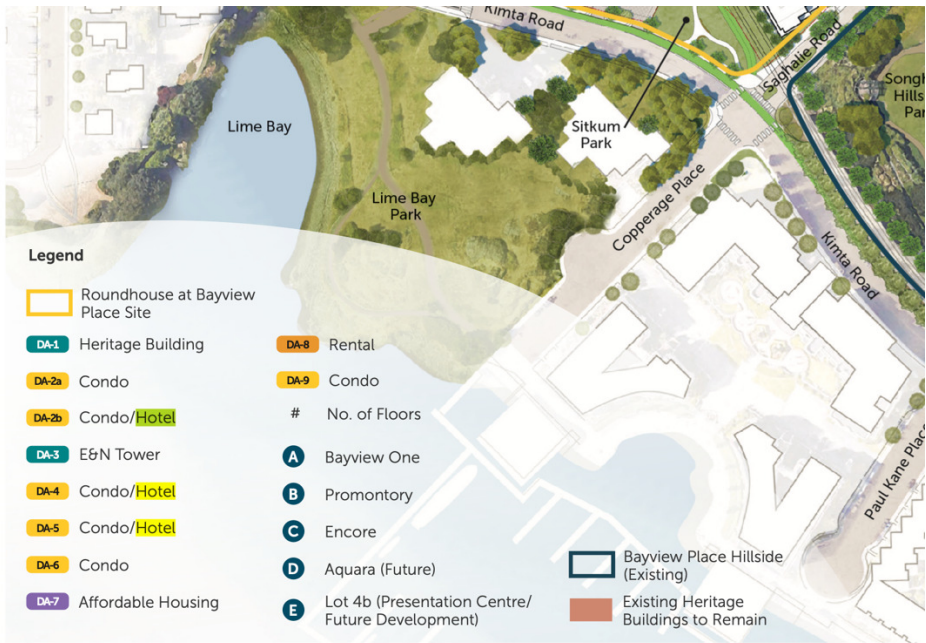 Kimta Road
Saghalie Road
Songh
Hills
Par
Lime Bay
Sitkum
Park
Lime Bay
Park
Copperage Place
Kimta Road
Paul Kane Place
Legend
Roundhouse at Bayview
Place Site
DA-1 Heritage Building
DA-2a Condo
DA-2b Condo/Hotel
DA-3 E&N Tower
DA-4 Condo/Hotel
DA-5 Condo/Hotel
DA-6 Condo
DA-7 Affordable Housing
DA-8 Rental
DA-9 Condo
# No. of Floors
A Bayview One
B Promontory
C Encore
D Aquara (Future)
E Lot 4b (Presentation Centre/
Future Development)
Bayview Place Hillside
(Existing)
Existing Heritage
Buildings to Remain